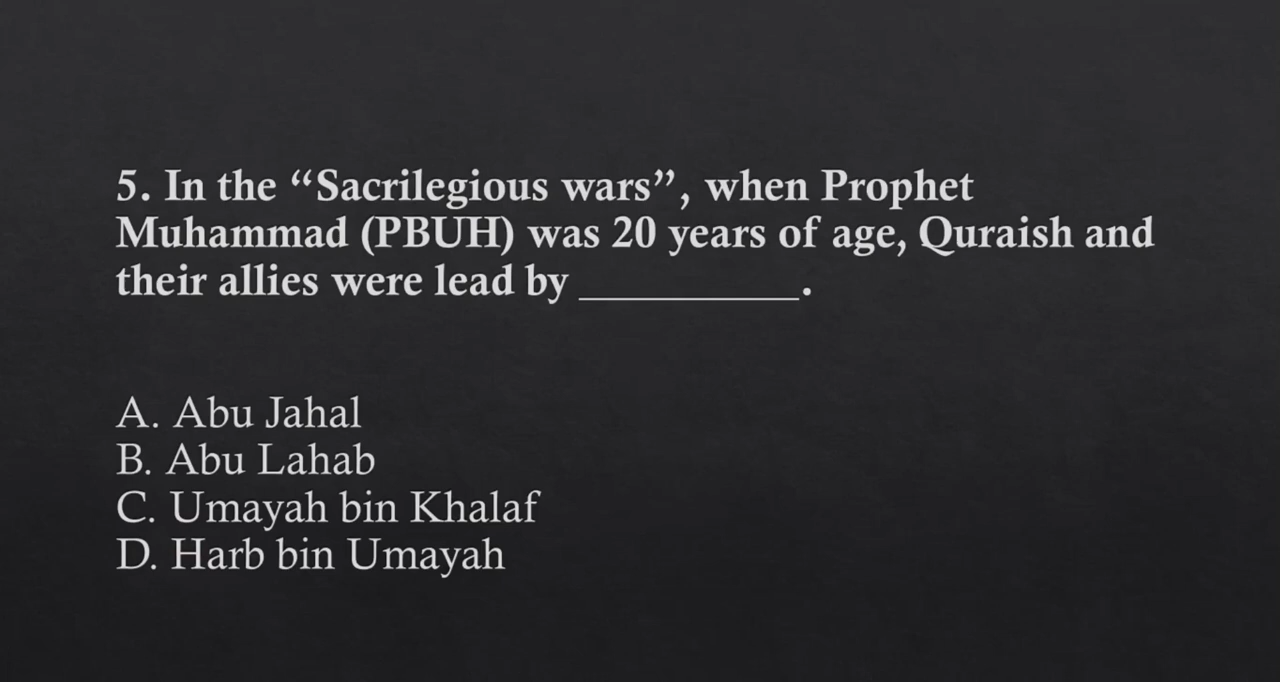 5. In the “Sacrilegious wars”, when Prophet
Muhammad (PBUH) was 20 years of age, Quraish and
their allies were lead by __________.
A. Abu Jahal
B. Abu Lahab
C. Umayah bin Khalaf
D. Harb bin Umayah